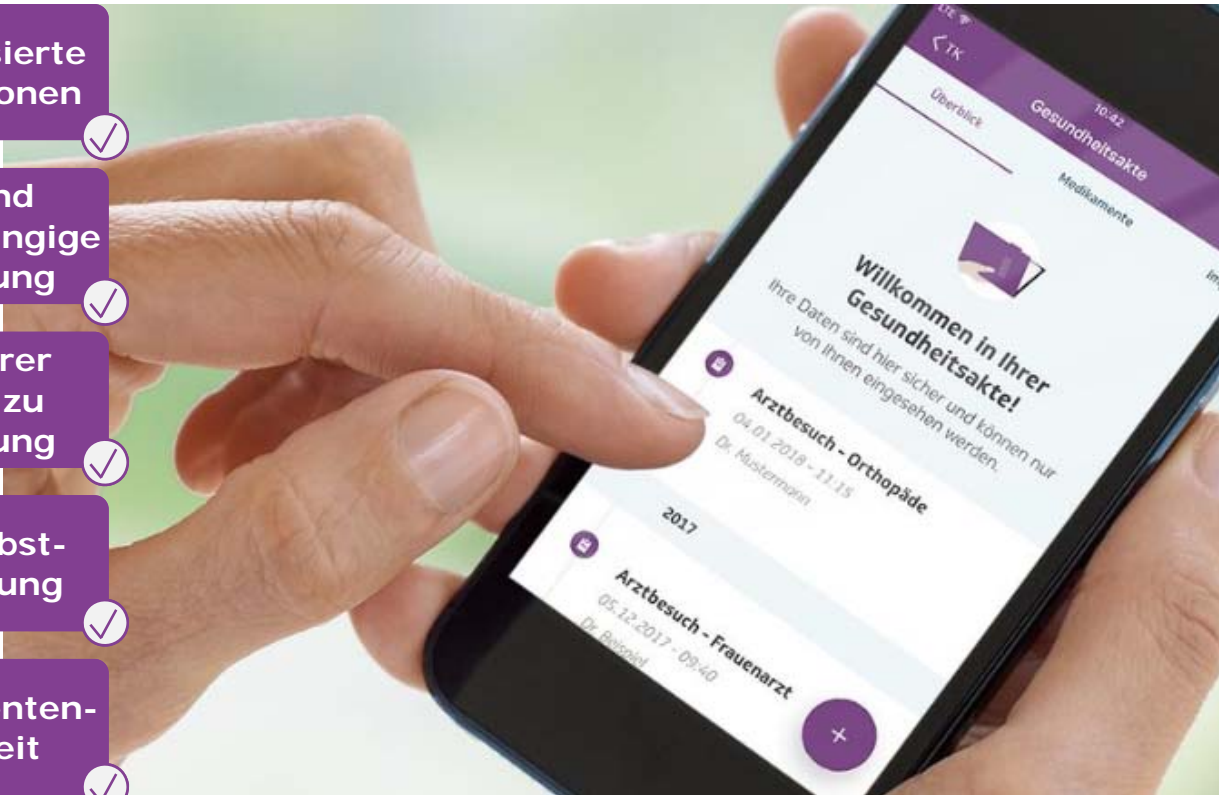 sierte
onen
nd
ngige
ung
rer
zu
ung
bst-
ung
nten-
eit
LTE
10:42
< TK
Gesundheitsakte
Überblick
Medikamente
Im
Willkommen in Ihrer
Gesundheitsakte!
Ihre Daten sind hier sicher und können nur
von Ihnen eingesehen werden.
Arztbesuch - Orthopäde
04.01.2018 - 11:15
Dr. Mustermann
2017
Arztbesuch - Frauenarzt
05.12.2017 - 09:40
Dr. Beispiel
+